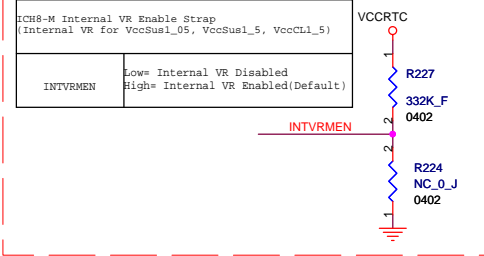 ICH8-M Internal VR Enable Strap
(Internal VR for VccSus1_05, VccSus1_5, VccCL1_5)
INTVRMEN
Low= Internal VR Disabled
High= Internal VR Enabled(Default)
VCCRTC
1
R227
332K_F
0402
2
INTVRMEN
2
R224
NC_0_J
0402
1